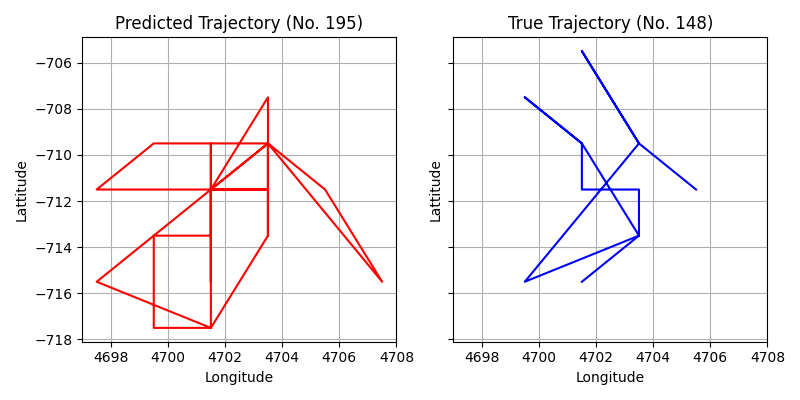 Predicted Trajectory (No. 195)
True Trajectory (No. 148)
−706
−708
−710
−712
−714
−716
−718
Lattitude
Lattitude
4698 4700 4702 4704 4706 4708
4698 4700 4702 4704 4706 4708
Longitude
Longitude